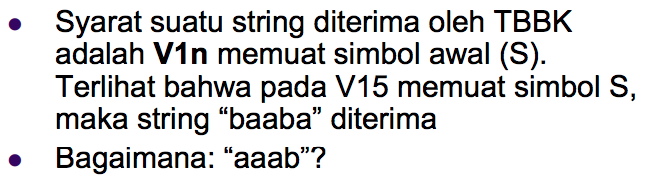 • Syarat suatu string diterima oleh TBBK
adalah V1n memuat simbol awal (S).
Terlihat bahwa pada V15 memuat simbol S,
maka string “baaba” diterima
• Bagaimana: “aaab”?